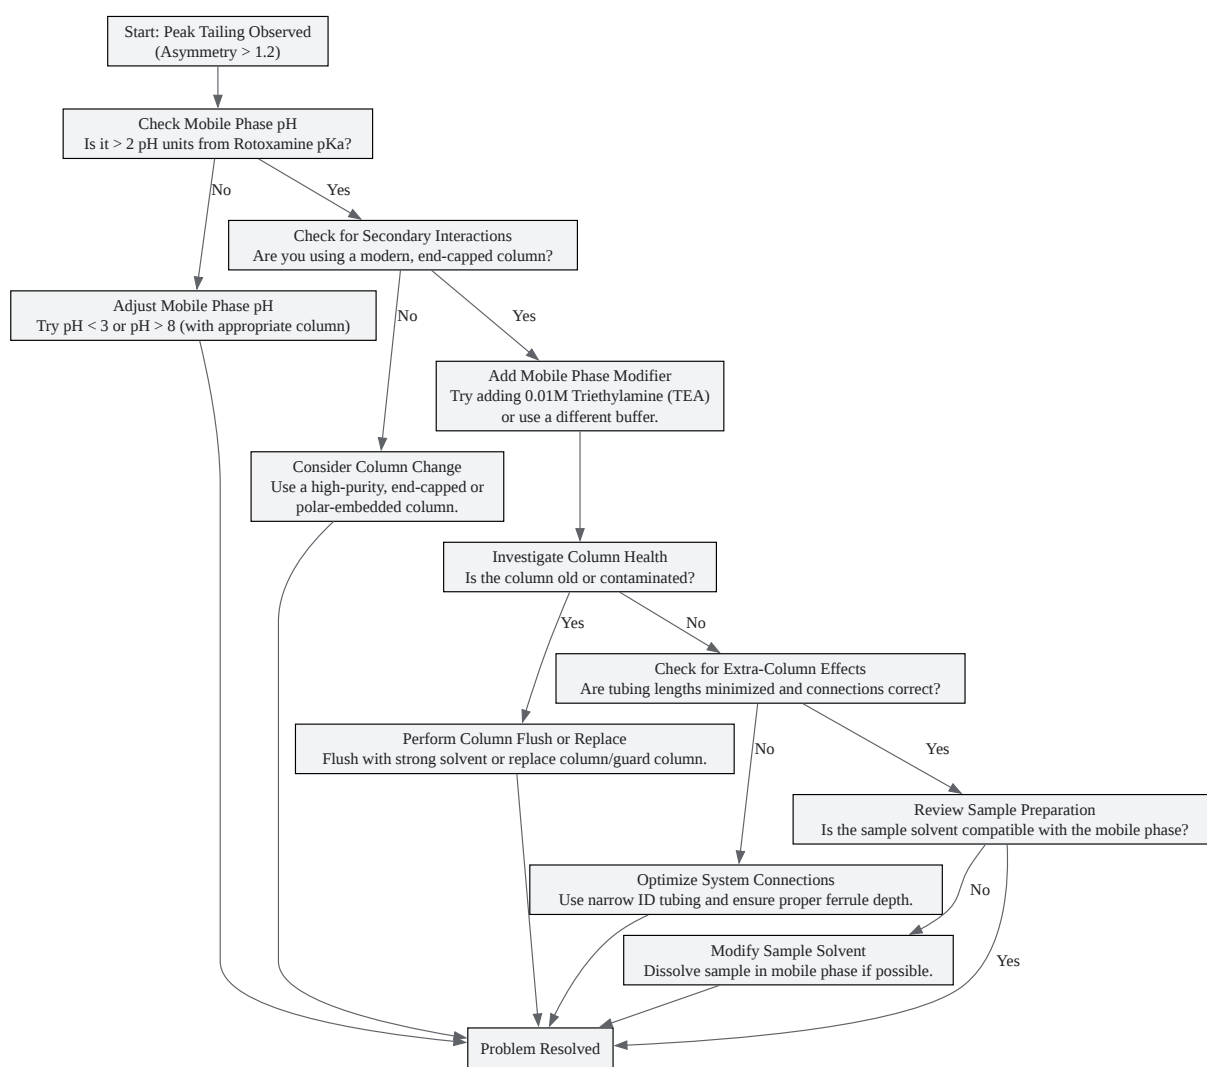 Start: Peak Tailing Observed
(Asymmetry > 1.2)
Check Mobile Phase pH
Is it > 2 pH units from Rotoxamine pKa?
No
Yes
Check for Secondary Interactions
Are you using a modern, end-capped column?
Adjust Mobile Phase pH
Try pH < 3 or pH > 8 (with appropriate column)
No
Yes
Add Mobile Phase Modifier
Try adding 0.01M Triethylamine (TEA)
or use a different buffer.
Consider Column Change
Use a high-purity, end-capped or
polar-embedded column.
Investigate Column Health
Is the column old or contaminated?
Yes
No
Check for Extra-Column Effects
Are tubing lengths minimized and connections correct?
Perform Column Flush or Replace
Flush with strong solvent or replace column/guard column.
No
Yes
Review Sample Preparation
Is the sample solvent compatible with the mobile phase?
Optimize System Connections
Use narrow ID tubing and ensure proper ferrule depth.
No
Modify Sample Solvent
Dissolve sample in mobile phase if possible.
Yes
Problem Resolved